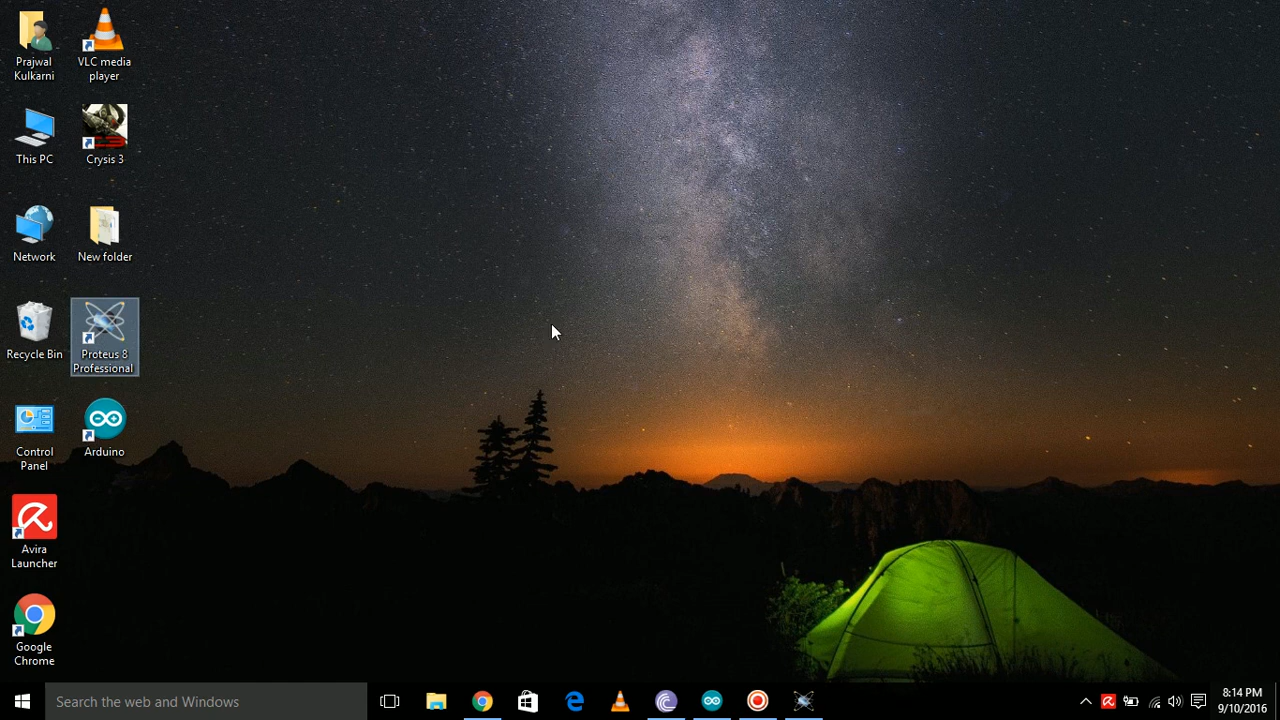 Prajwal
Kulkarni
VLC media
player
This PC
Crysis 3
Network
New folder
Recycle Bin
Proteus 8
Professional
Control
Panel
Arduino
Avira
Launcher
Google
Chrome
Search the web and Windows
8:14 PM
9/10/2016